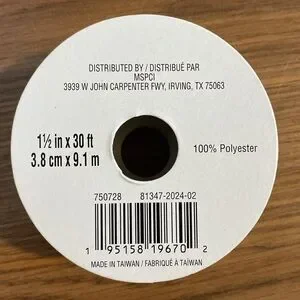 DISTRIBUTED BY / DISTRIBUÉ PAR
MSPCI
3939 W JOHN CARPENTER FWY, IRVING, TX 75063
1½ in x 30 ft
3.8 cm x 9.1 m
100% Polyester
750728 81347-2024-02
1 95158 19670 2
MADE IN TAIWAN / FABRIQUÉ À TAÏWAN